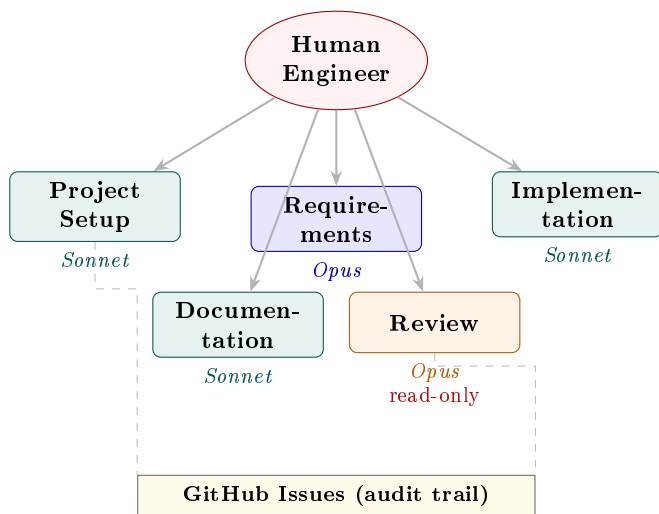 Human
Engineer
Project
Setup
Sonnet
Require-
ments
Opus
Implemen-
tation
Sonnet
Documen-
tation
Sonnet
Review
Opus
read-only
GitHub Issues (audit trail)